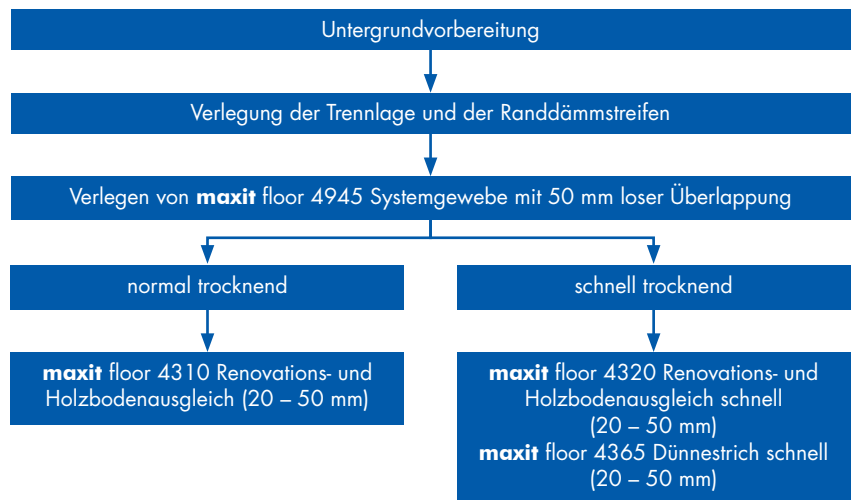 Untergrundvorbereitung
Verlegung der Trennlage und der Randdämmstreifen
Verlegen von maxit floor 4945 Systemgewebe mit 50 mm loser Überlappung
normal trocknend
schnell trocknend
maxit floor 4310 Renovations- und
Holzbodenausgleich (20 – 50 mm)
maxit floor 4320 Renovations- und
Holzbodenausgleich schnell
(20 – 50 mm)
maxit floor 4365 Dünnestrich schnell
(20 – 50 mm)